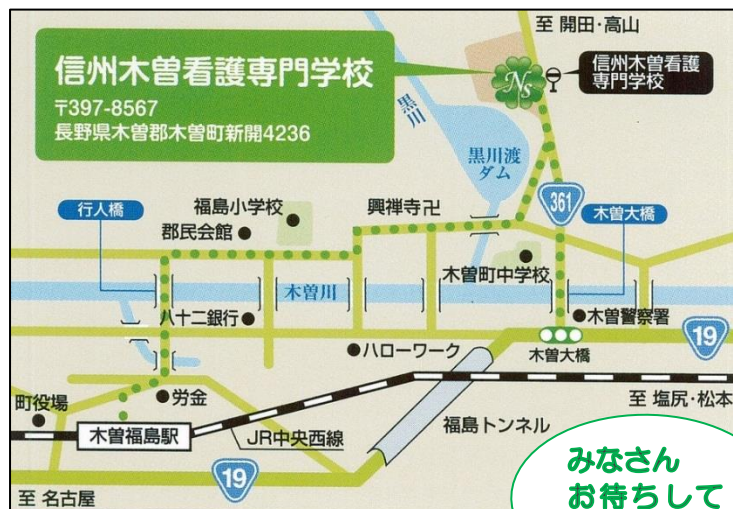 至 開田・高山
信州木曽看護専門学校
〒397-8567
長野県木曽郡木曽町新開4236
Ns
信州木曽看護
専門学校
黒川
黒川渡
ダム
361
行人橋
福島小学校
郡民会館
興禅寺卍
木曽大橋
木曽町中学校
木曽川
八十二銀行
木曽警察署
19
ハローワーク
木曽大橋
労金
至 塩尻・松本
町役場
木曽福島駅
JR中央西線
福島トンネル
19
至 名古屋
みなさん
お待ちして